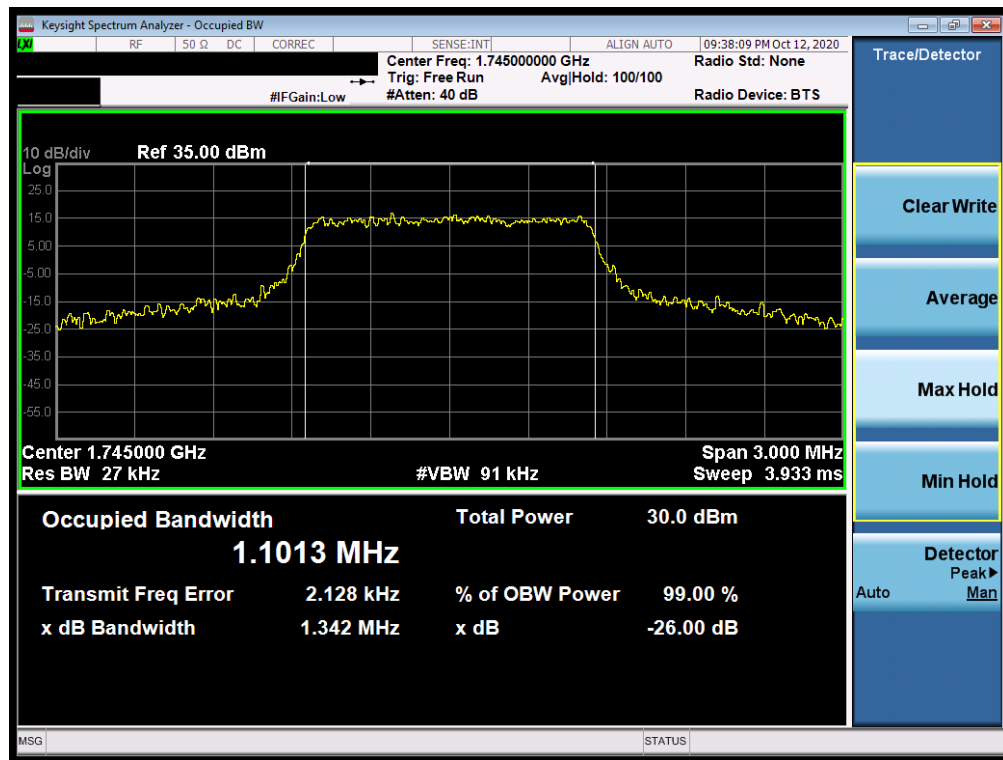 Keysight Spectrum Analyzer - Occupied BW
LXI RF 50 Ω DC CORREC SENSE:INT ALIGN AUTO 09:38:09 PM Oct 12, 2020
Center Freq: 1.745000000 GHz Radio Std: None
Trig: Free Run Avg|Hold: 100/100
#IFGain:Low #Atten: 40 dB Radio Device: BTS
Trace/Detector
10 dB/div Ref 35.00 dBm
Log
25.0
15.0
5.00
-5.00
-15.0
-25.0
-35.0
-45.0
-55.0
Center 1.745000 GHz Span 3.000 MHz
Res BW 27 kHz #VBW 91 kHz Sweep 3.933 ms
Clear Write
Average
Max Hold
Min Hold
Detector
Peak▶
Auto Man
Occupied Bandwidth Total Power 30.0 dBm
1.1013 MHz
Transmit Freq Error 2.128 kHz % of OBW Power 99.00 %
x dB Bandwidth 1.342 MHz x dB -26.00 dB
MSG STATUS